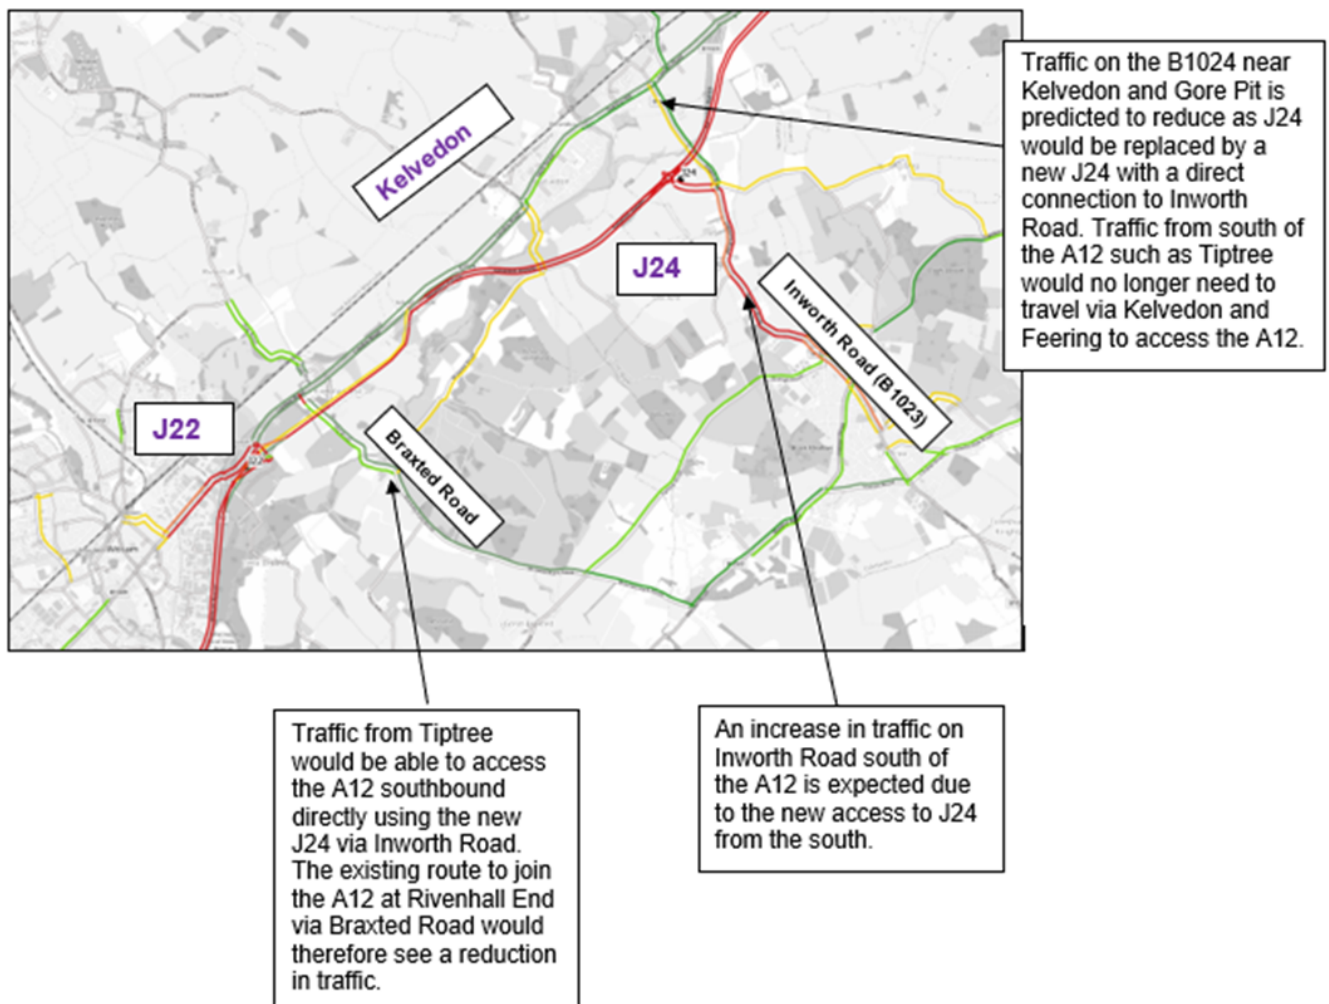 Traffic on the B1024 near
Kelvedon and Gore Pit is
predicted to reduce as J24
would be replaced by a
new J24 with a direct
connection to Inworth
Road. Traffic from south of
the A12 such as Tiptree
would no longer need to
travel via Kelvedon and
Feering to access the A12.
Kelvedon
J24
Inworth Road (B1023)
J22
Braxted Road
Traffic from Tiptree
would be able to access
the A12 southbound
directly using the new
J24 via Inworth Road.
The existing route to join
the A12 at Rivenhall End
via Braxted Road would
therefore see a reduction
in traffic.
An increase in traffic on
Inworth Road south of
the A12 is expected due
to the new access to J24
from the south.